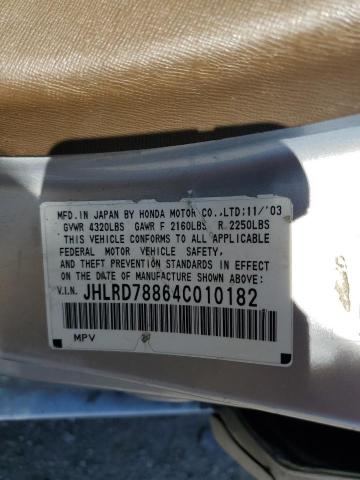 MFD.IN JAPAN BY HONDA MOTOR CO.,LTD:11/'03
GVWR 4320LBS GAWR F 2160LBS R 2250LBS
THIS VEHICLE CONFORMS TO ALL APPLICABLE
FEDERAL MOTOR VEHICLE SAFETY,
AND THEFT PREVENTION STANDARDS IN EFFECT
ON THE DATE OF MANUFACTURE SHOWN ABOVE:
V.I.N. JHLRD78864C010182
MPV